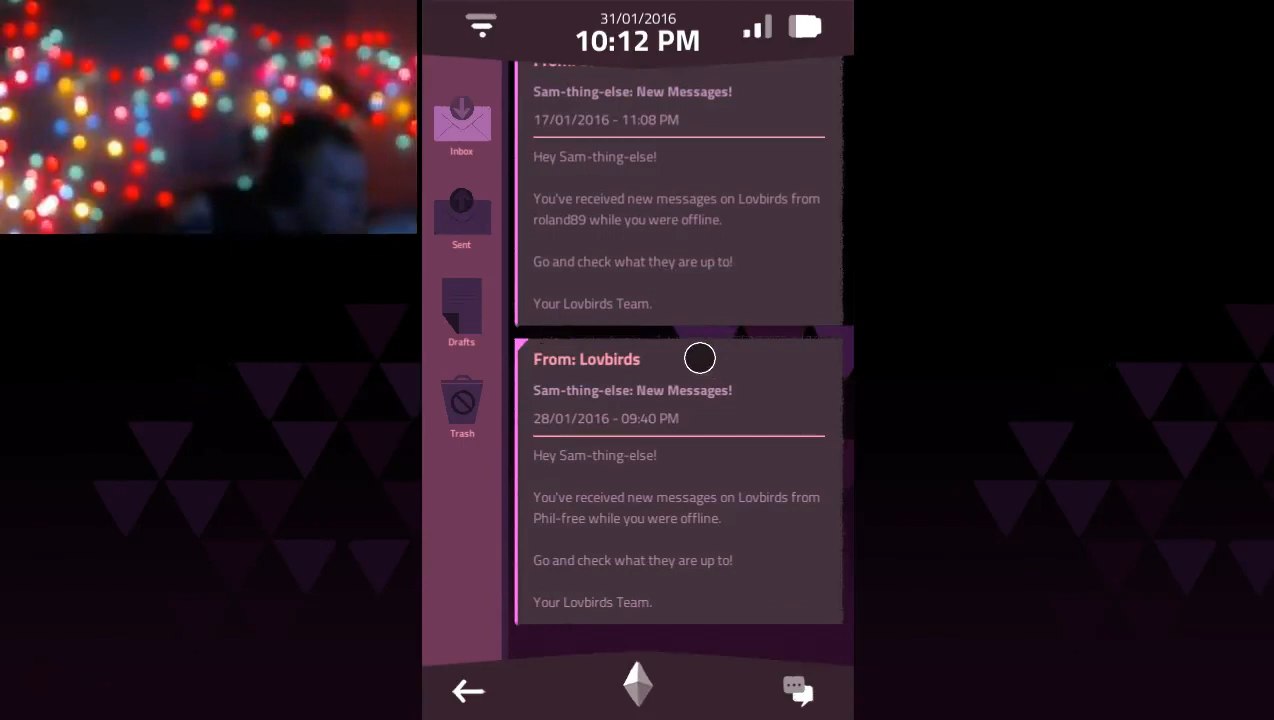 31/01/2016
10:12 PM
Sam-thing-else: New Messages!
17/01/2016 - 11:08 PM
Hey Sam-thing-else!
You've received new messages on Lovbirds from
roland89 while you were offline.
Go and check what they are up to!
Your Lovbirds Team.
From: Lovbirds
Sam-thing-else: New Messages!
28/01/2016 - 09:40 PM
Hey Sam-thing-else!
You've received new messages on Lovbirds from
Phil-free while you were offline.
Go and check what they are up to!
Your Lovbirds Team.
Inbox
Sent
Drafts
Trash